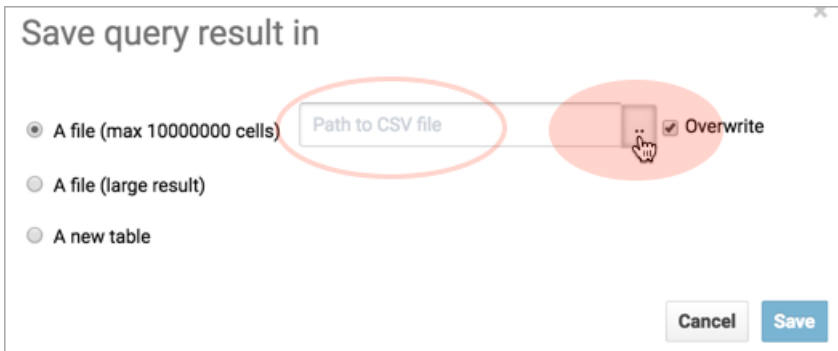 Save query result in
A file (max 10000000 cells) Path to CSV file .. Overwrite
A file (large result)
A new table
Cancel Save